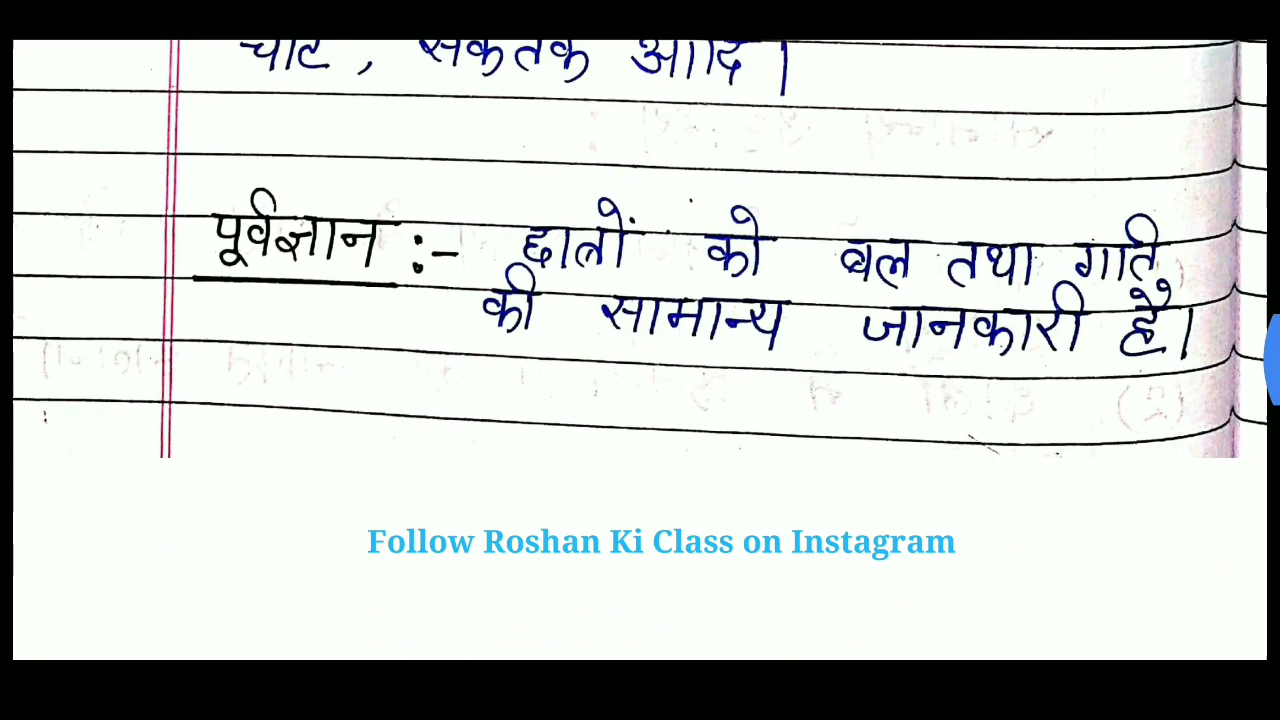 चार्ट, संकेतक आदि।
पूर्वज्ञान :- छात्रों को बल तथा गति
की सामान्य जानकारी है।
Follow Roshan Ki Class on Instagram